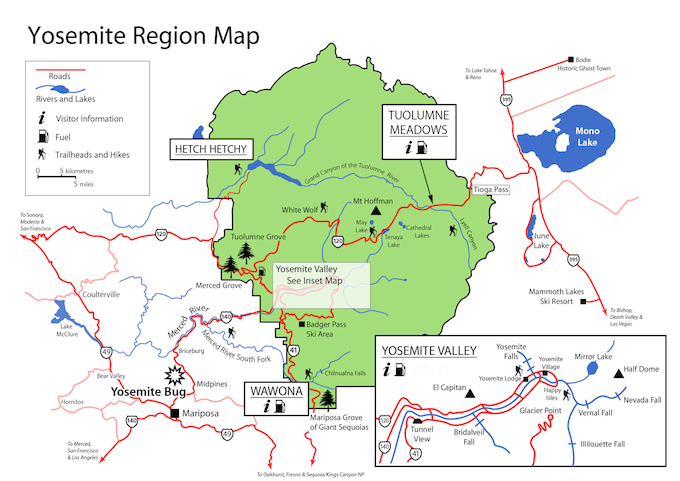 Yosemite Region Map
Roads
Rivers and Lakes
Visitor Information
Fuel
Trailheads and Hikes
0 5 kilometres
5 miles
To Lake Tahoe
& Reno
Bodie
Historic Ghost Town
395
Mono
Lake
TUOLUMNE
MEADOWS
HETCH HETCHY
Grand Canyon of the Tuolumne River
Tioga Pass
Mt Hoffman
White Wolf
May
Lake
Cathedral
Lakes
Tenaya
Lake
Lyell Canyon
120
June
Lake
395
To Sonora,
Modesto &
San Francisco
120
Tuolumne Grove
Merced Grove
Yosemite Valley
See Inset Map
Mammoth Lakes
Ski Resort
To Bishop,
Death Valley &
Las Vegas
Coulterville
Lake
McClure
Merced River
140
Merced River South Fork
Badger Pass
Ski Area
41
49
Briceburg
Bear Valley
Yosemite Bug
Midpines
Chilnualna Falls
WAWONA
Hornitos
140
Mariposa
49
Mariposa Grove
of Giant Sequoias
To Merced,
San Francisco
& Los Angeles
To Oakhurst, Fresno & Sequoia/Kings Canyon NP
YOSEMITE VALLEY
Yosemite
Falls
Yosemite
Village
Mirror Lake
Yosemite Lodge
Half Dome
El Capitan
Happy
Isles
Nevada Fall
Glacier Point
Vernal Fall
120
Tunnel
View
Bridalveil
Fall
Illilouette Fall
140
41